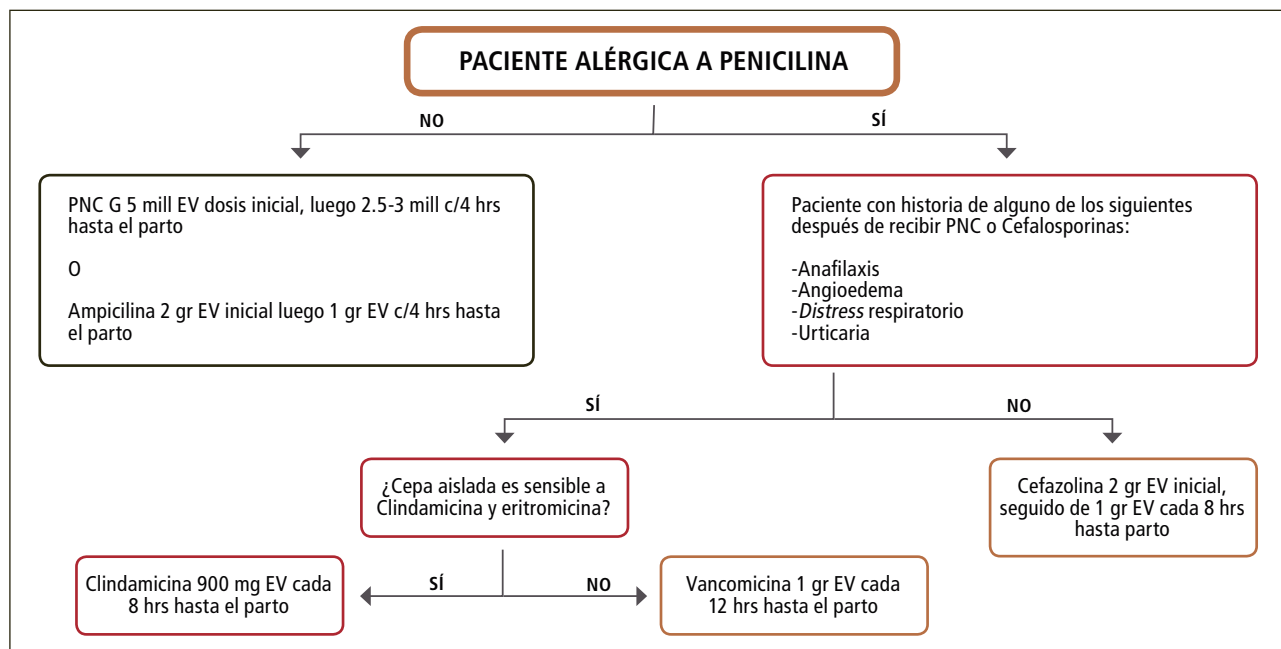 PACIENTE ALÉRGICA A PENICILINA
NO
SÍ
PNC G 5 mill EV dosis inicial, luego 2.5-3 mill c/4 hrs
hasta el parto
O
Ampicilina 2 gr EV inicial luego 1 gr EV c/4 hrs hasta
el parto
Paciente con historia de alguno de los siguientes
después de recibir PNC o Cefalosporinas:
-Anafilaxis
-Angioedema
-Distress respiratorio
-Urticaria
SÍ
NO
¿Cepa aislada es sensible a
Clindamicina y eritromicina?
Cefazolina 2 gr EV inicial,
seguido de 1 gr EV cada 8 hrs
hasta parto
SÍ
NO
Clindamicina 900 mg EV cada
8 hrs hasta el parto
Vancomicina 1 gr EV cada
12 hrs hasta el parto